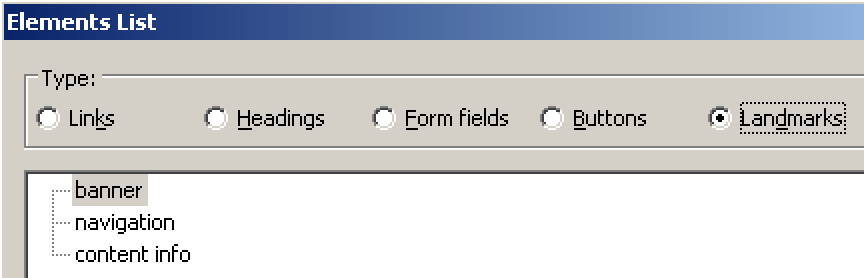 Elements List
Type:
Links Headings Form fields Buttons Landmarks
banner
navigation
content info